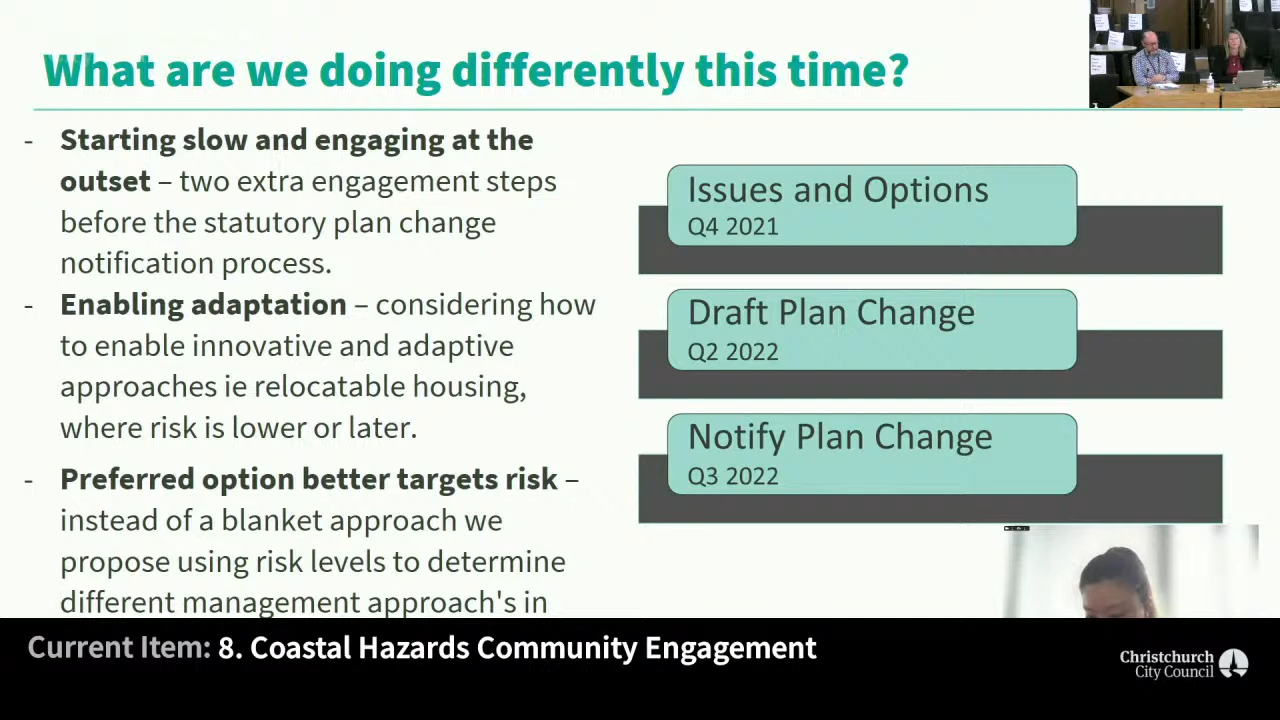 What are we doing differently this time?
- Starting slow and engaging at the
outset – two extra engagement steps
before the statutory plan change
notification process.
- Enabling adaptation – considering how
to enable innovative and adaptive
approaches ie relocatable housing,
where risk is lower or later.
- Preferred option better targets risk –
instead of a blanket approach we
propose using risk levels to determine
different management approach's in
Issues and Options
Q4 2021
Draft Plan Change
Q2 2022
Notify Plan Change
Q3 2022
Current Item: 8. Coastal Hazards Community Engagement
Christchurch
City Council